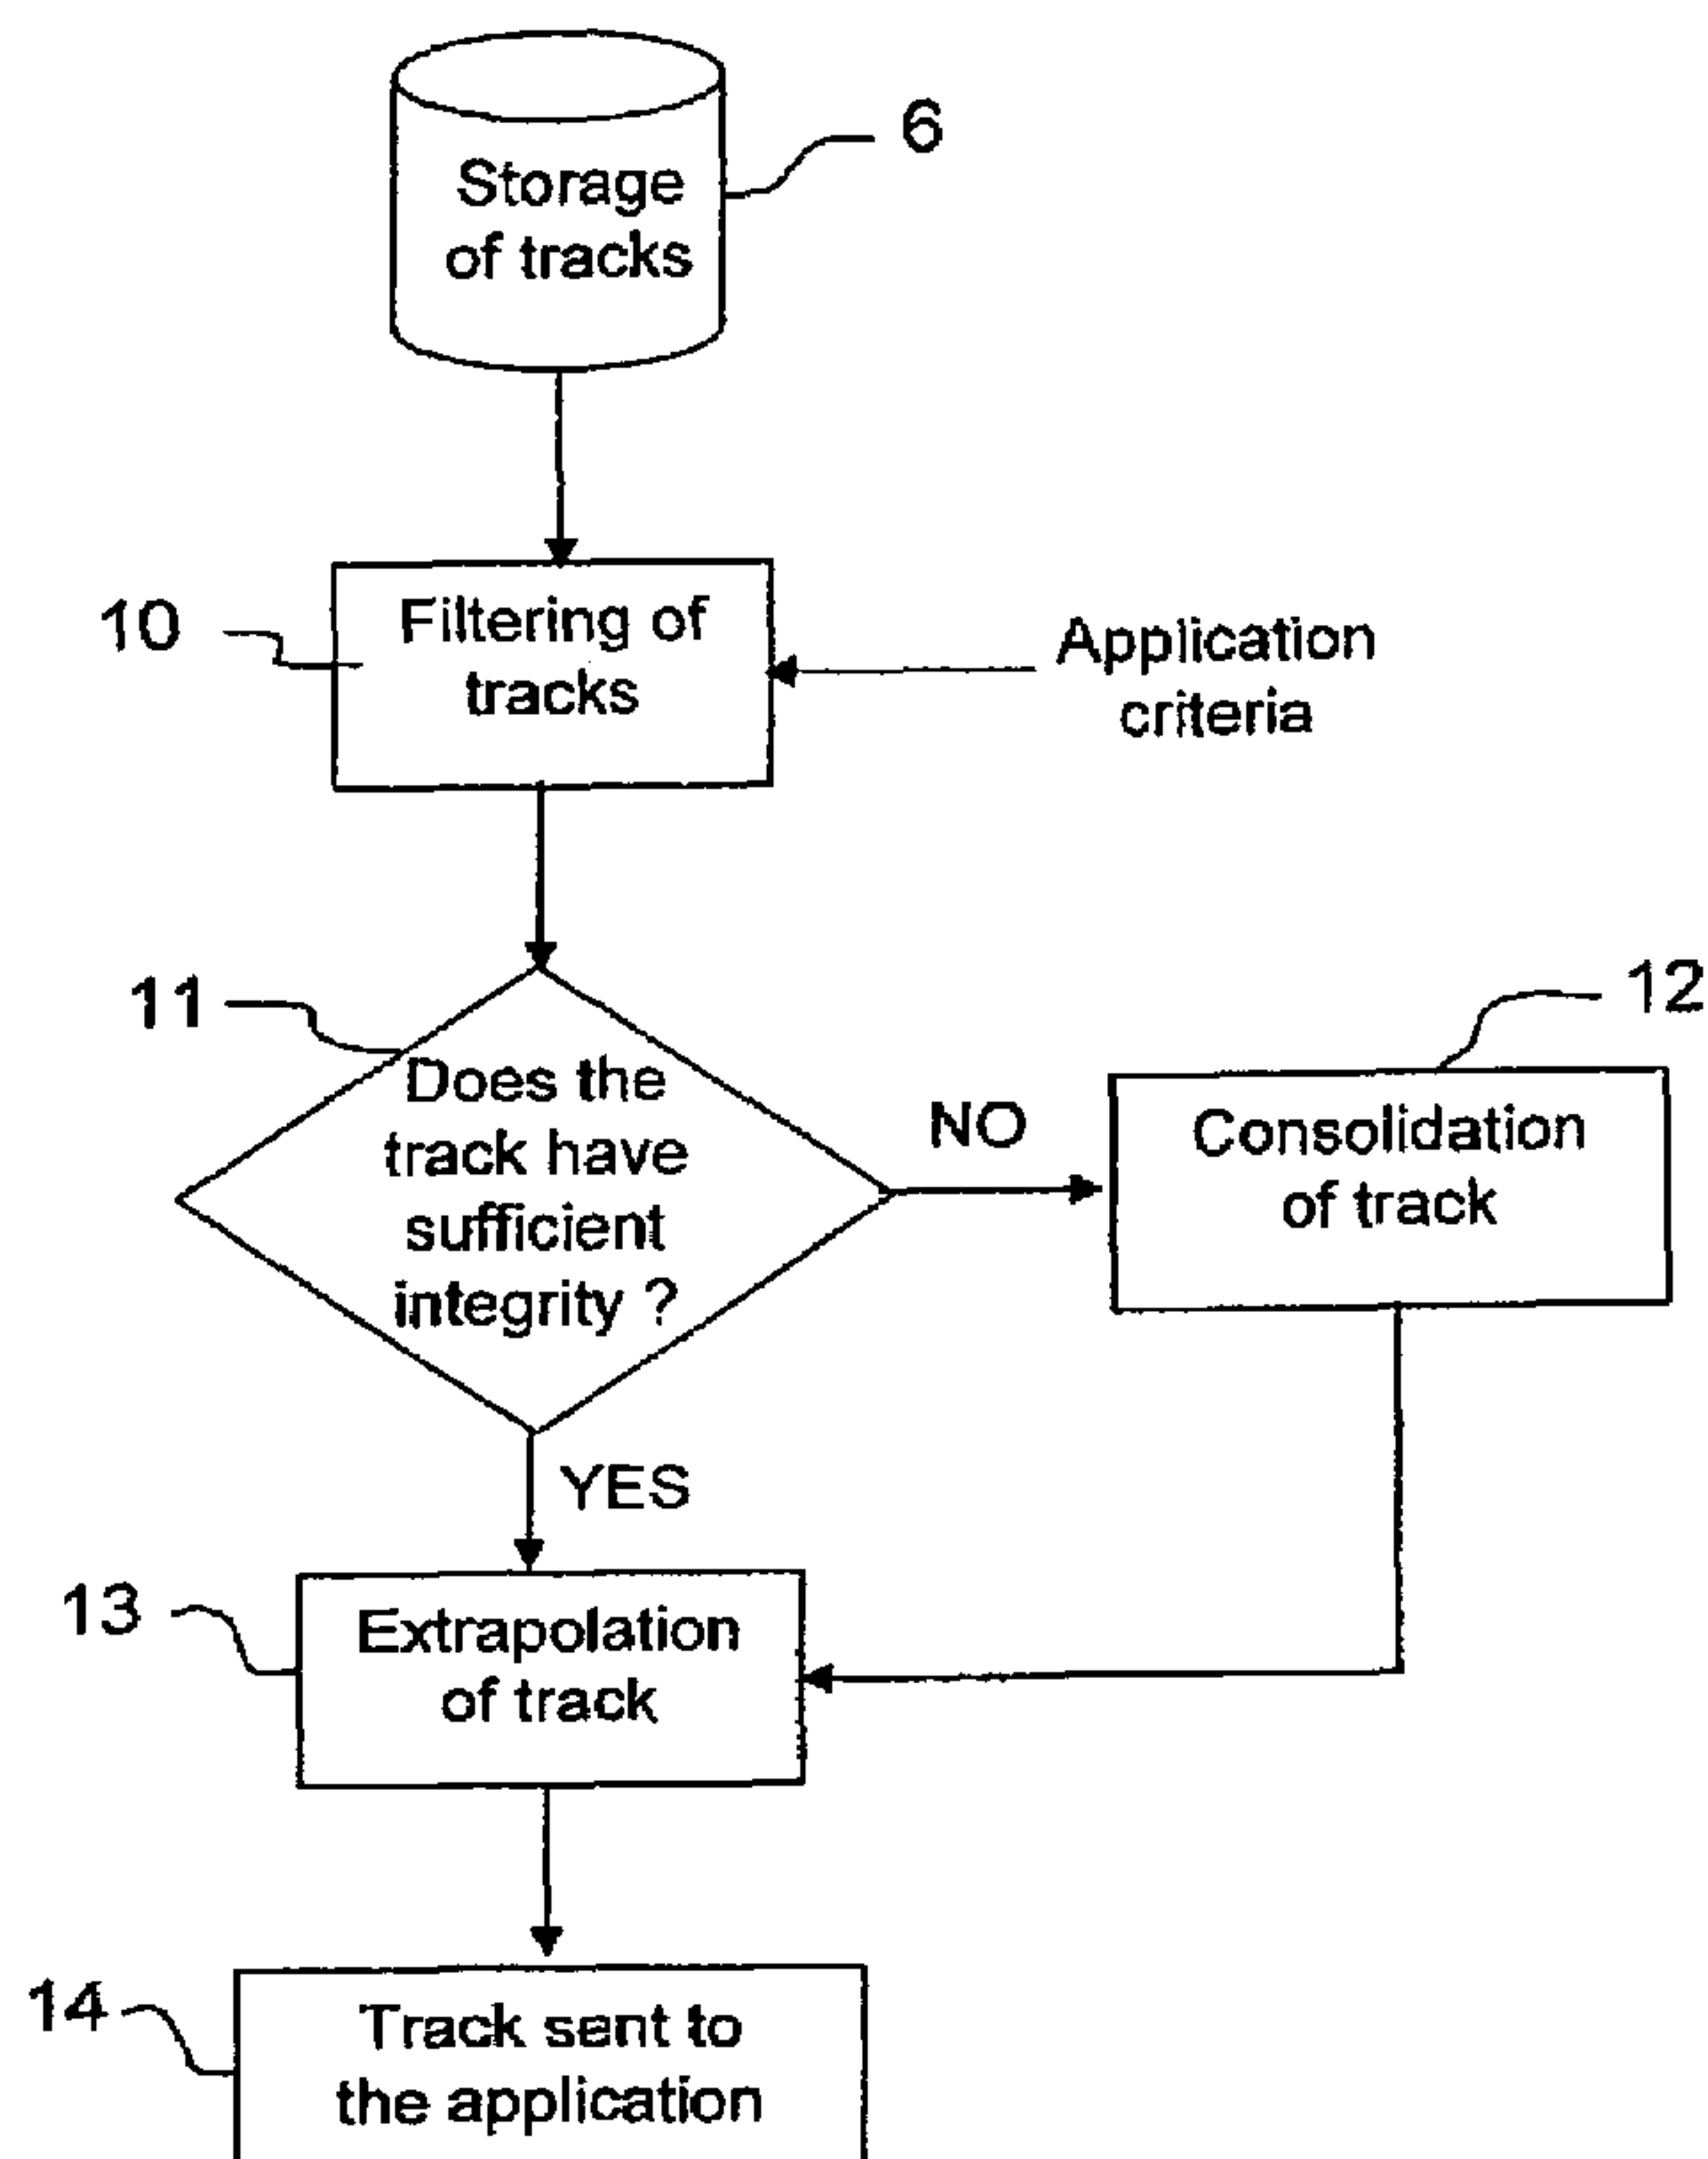 6
Storage
of tracks
10
Filtering of
tracks
Application
criteria
11
12
Does the
track have
sufficient
integrity ?
NO
Consolidation
of track
YES
13
Extrapolation
of track
14
Track sent to
the application